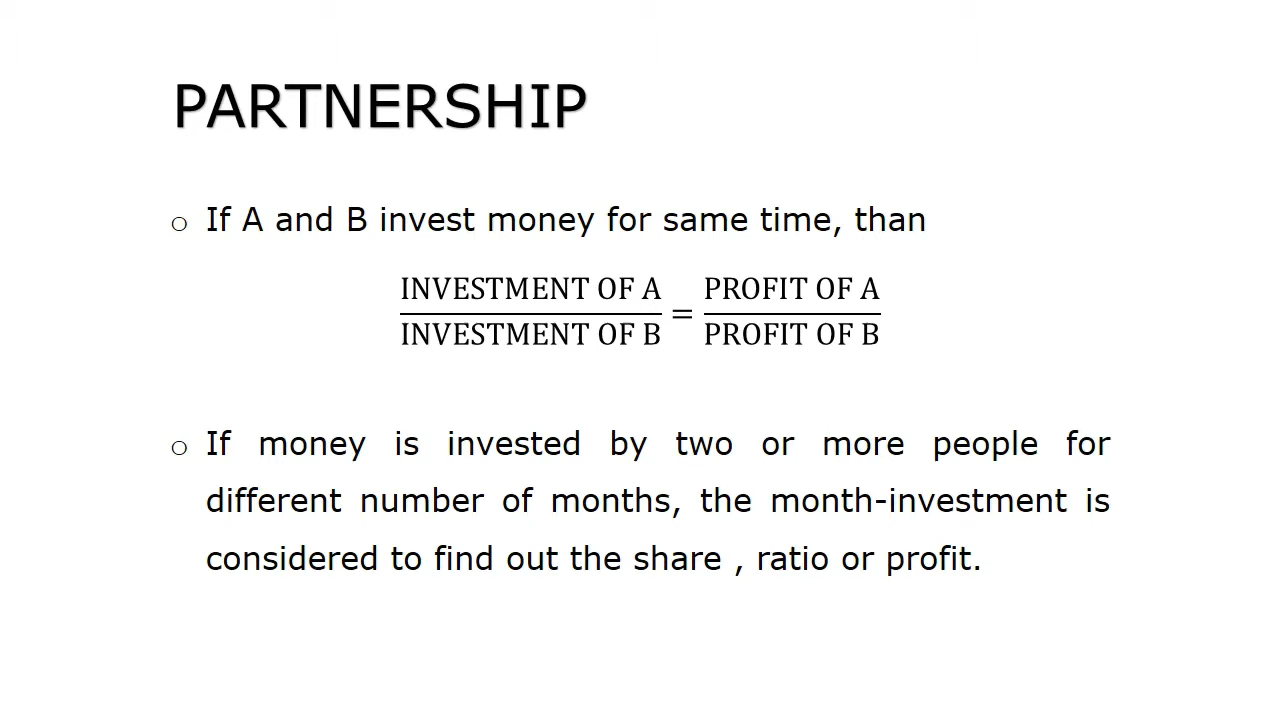 PARTNERSHIP
o If A and B invest money for same time, than
INVESTMENT OF A / INVESTMENT OF B = PROFIT OF A / PROFIT OF B
o If money is invested by two or more people for
different number of months, the month-investment is
considered to find out the share , ratio or profit.